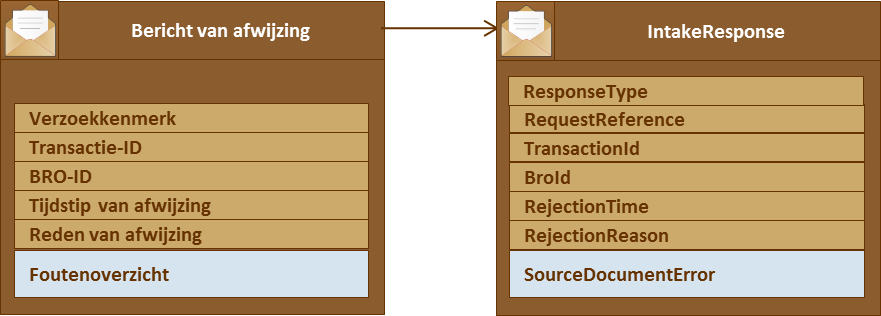 Bericht van afwijzing
Verzoekkenmerk
Transactie-ID
BRO-ID
Tijdstip van afwijzing
Reden van afwijzing
Foutenoverzicht
IntakeResponse
ResponseType
RequestReference
TransactionId
BroId
RejectionTime
RejectionReason
SourceDocumentError